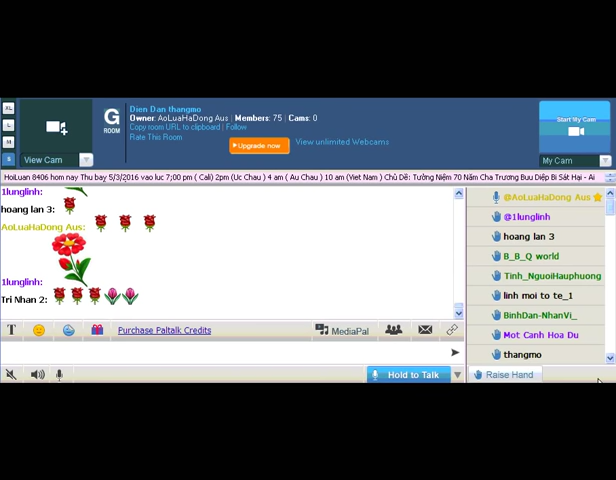 XL
L
M
S
View Cam
G
ROOM
Dien Dan thangmo
Owner: AoLuaHaDong Aus | Members: 75 | Cams: 0
Copy room URL to clipboard | Follow
Rate This Room
Upgrade now
View unlimited Webcams
Start My Cam
My Cam
HoiLuan 8406 hom nay Thu bay 5/3/2016 vao luc 7;00 pm ( Cali) 2pm (Uc Chau ) 4 am ( Au Chau ) 10 am (Viet Nam ) Chủ Đề: Tưởng Niệm 70 Năm Cha Trương Bưu Diệp Bi Sát Hại - Ai
1lunglinh:
hoang lan 3:
AoLuaHaDong Aus:
1lunglinh:
Tri Nhan 2:
@AoLuaHaDong Aus
@1lunglinh
hoang lan 3
B_B_Q world
Tinh_NguoiHauphuong
linh moi to te_1
BinhDan-NhanVi_
Mot Canh Hoa Du
thangmo
T
Purchase Paltalk Credits
MediaPal
Hold to Talk
Raise Hand